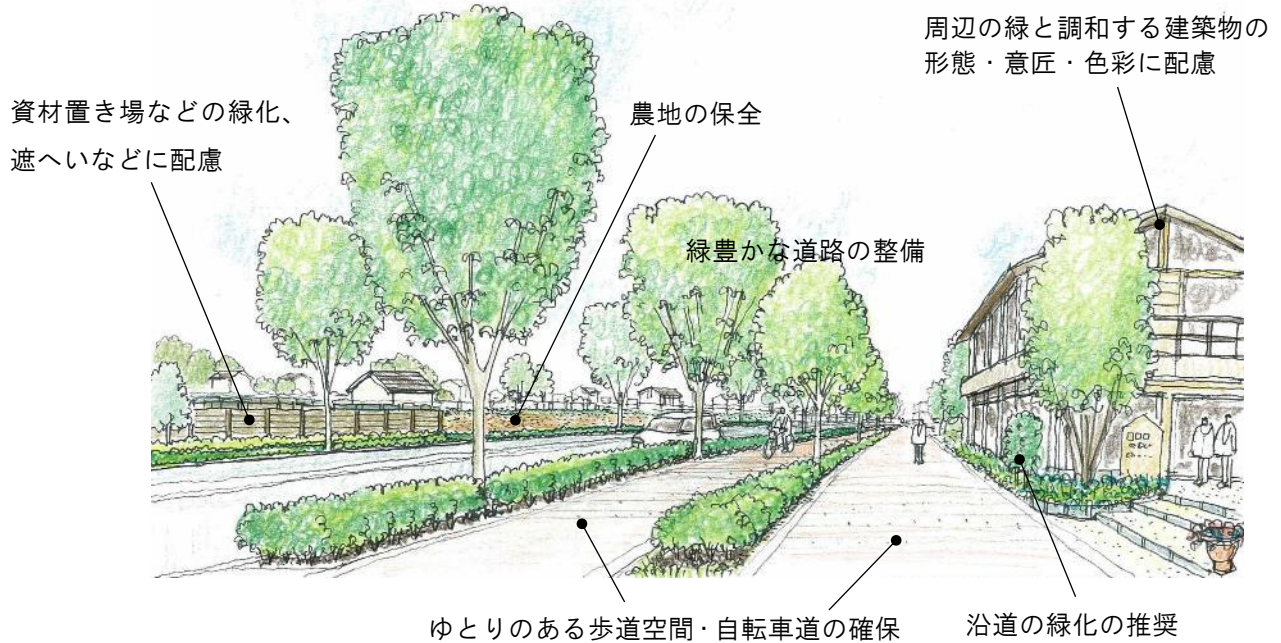 周辺の緑と調和する建築物の
形態・意匠・色彩に配慮
資材置き場などの緑化、
遮へいなどに配慮
農地の保全
緑豊かな道路の整備
ゆとりのある歩道空間・自転車道の確保
沿道の緑化の推奨